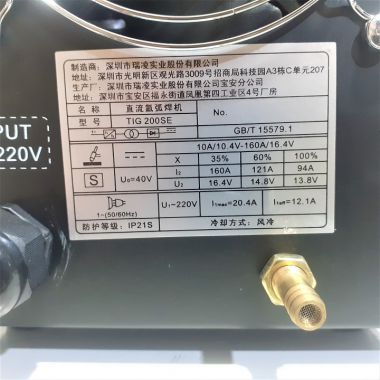 制造商：深圳市瑞凌实业股份有限公司
地址：深圳市光明新区观光路3009号招商局科技园A3栋C单元207
生产厂：深圳市瑞凌实业股份有限公司宝安分公司
地址：深圳市宝安区福永街道凤凰第四工业区4号厂房
名称： 直流氩弧焊机 No.
型号： TIG 200SE
GB/T 15579.1
10A/10.4V-160A/16.4V
X 35% 60% 100%
S U₀=40V I₂ 160A 121A 94A
U₂ 16.4V 14.8V 13.8V
1~(50/60Hz) U₁~220V I₁max=20.4A I₁eff=12.1A
防护等级：IP21S 冷却方式：风冷
PUT
220V